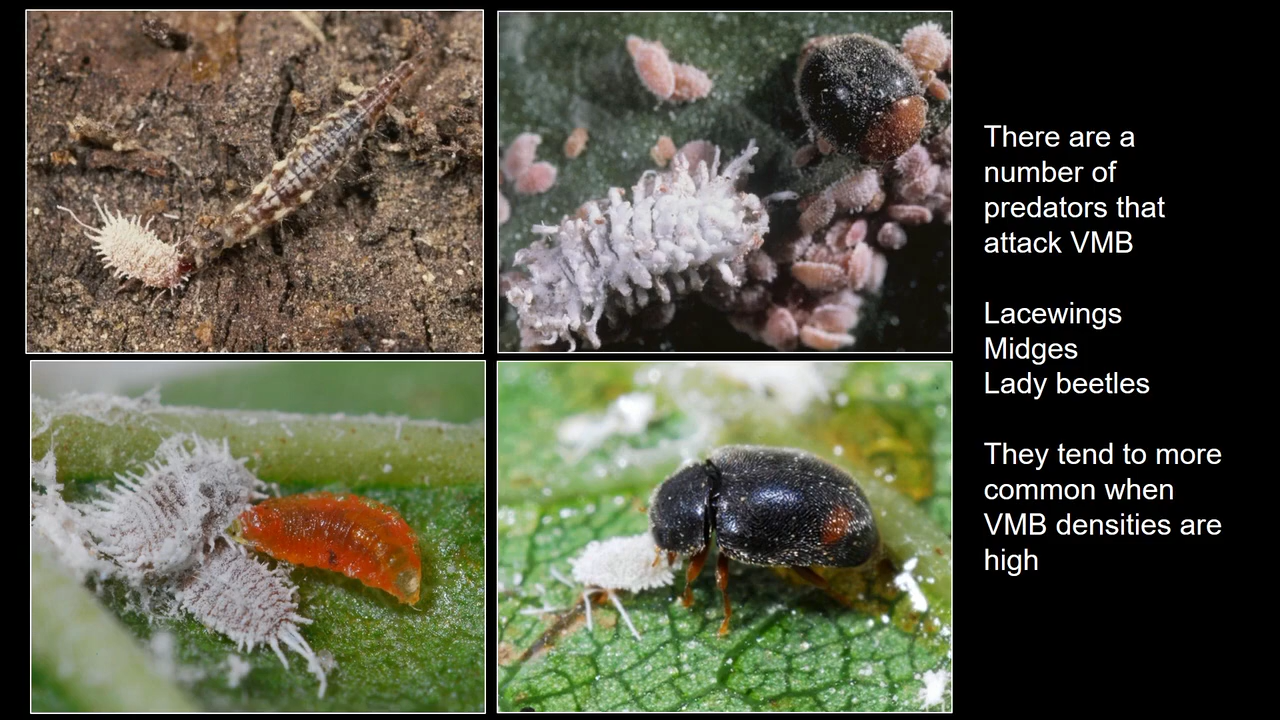 There are a
number of
predators that
attack VMB
Lacewings
Midges
Lady beetles
They tend to more
common when
VMB densities are
high